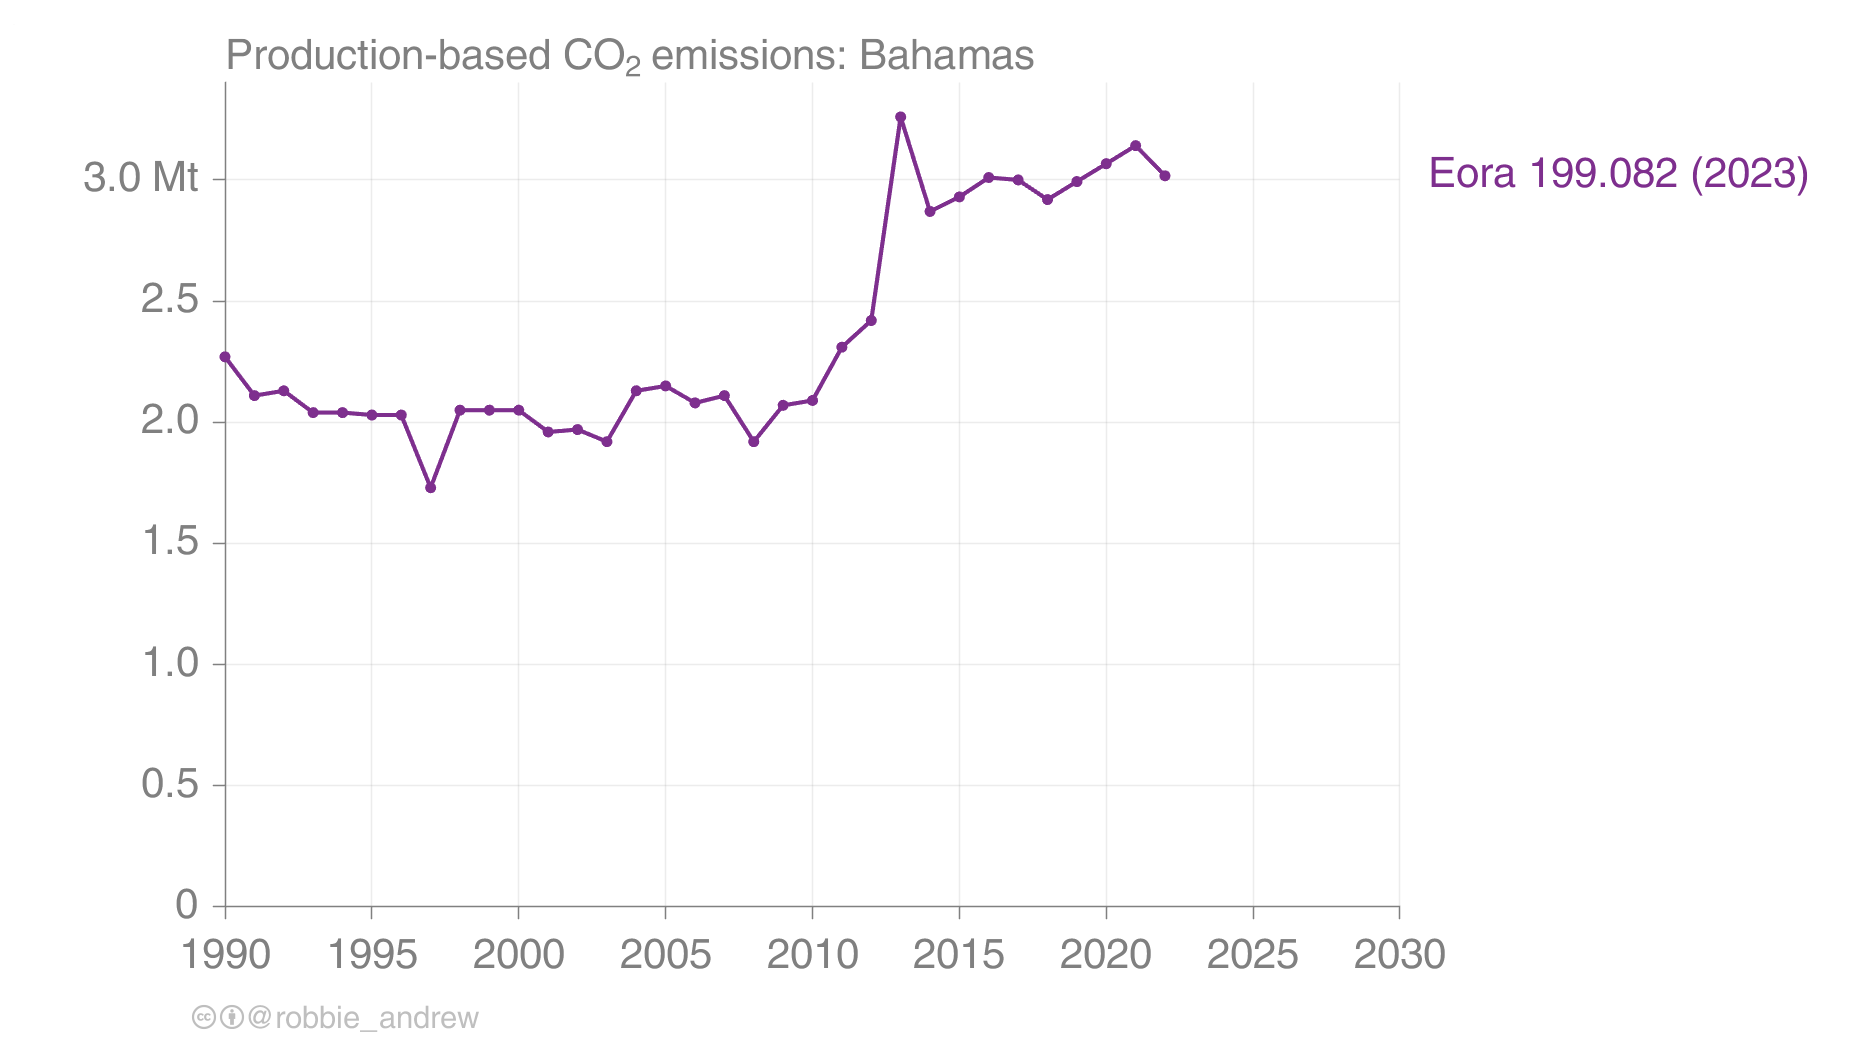 Production-based CO₂ emissions: Bahamas
3.0 Mt
2.5
2.0
1.5
1.0
0.5
0
1990 1995 2000 2005 2010 2015 2020 2025 2030
Eora 199.082 (2023)
cc @robbie_andrew